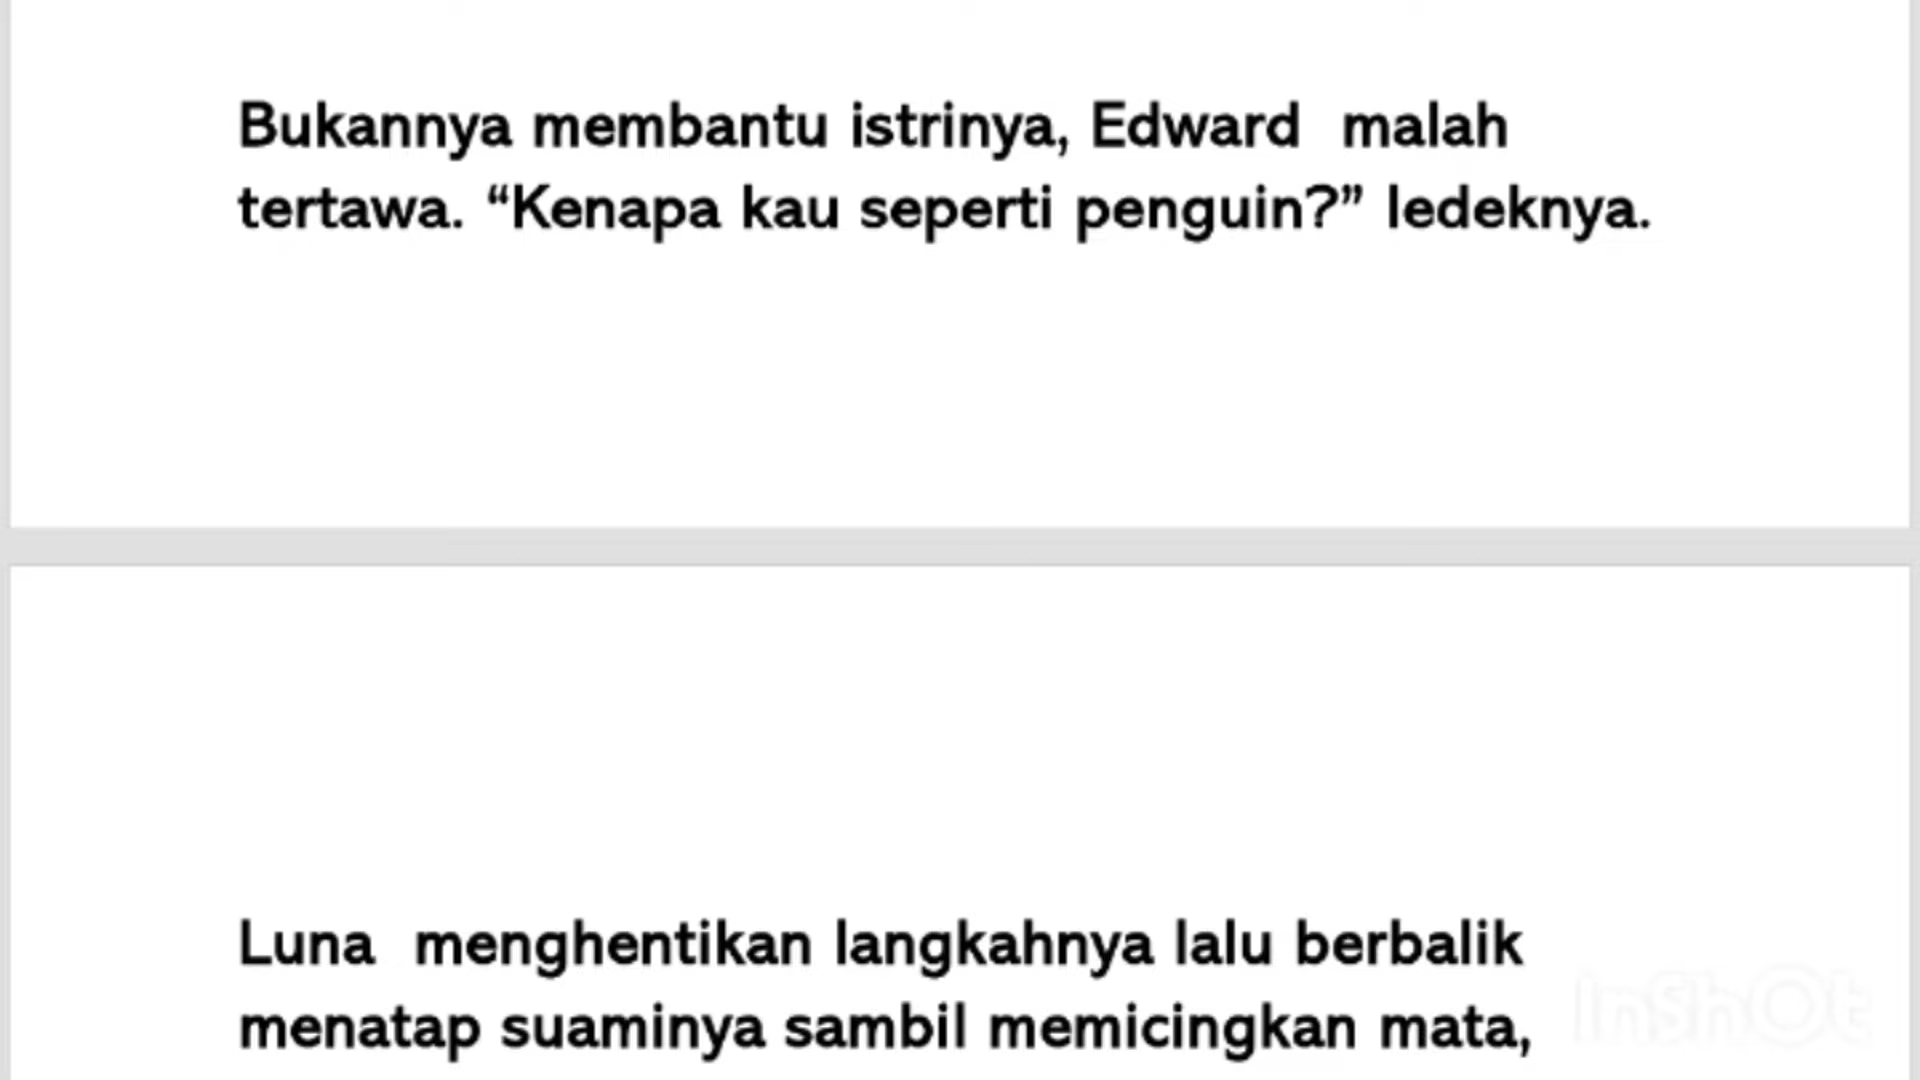 Bukannya membantu istrinya, Edward  malah
tertawa. “Kenapa kau seperti penguin?” ledeknya.
Luna  menghentikan langkahnya lalu berbalik
menatap suaminya sambil memicingkan mata,
InShOt